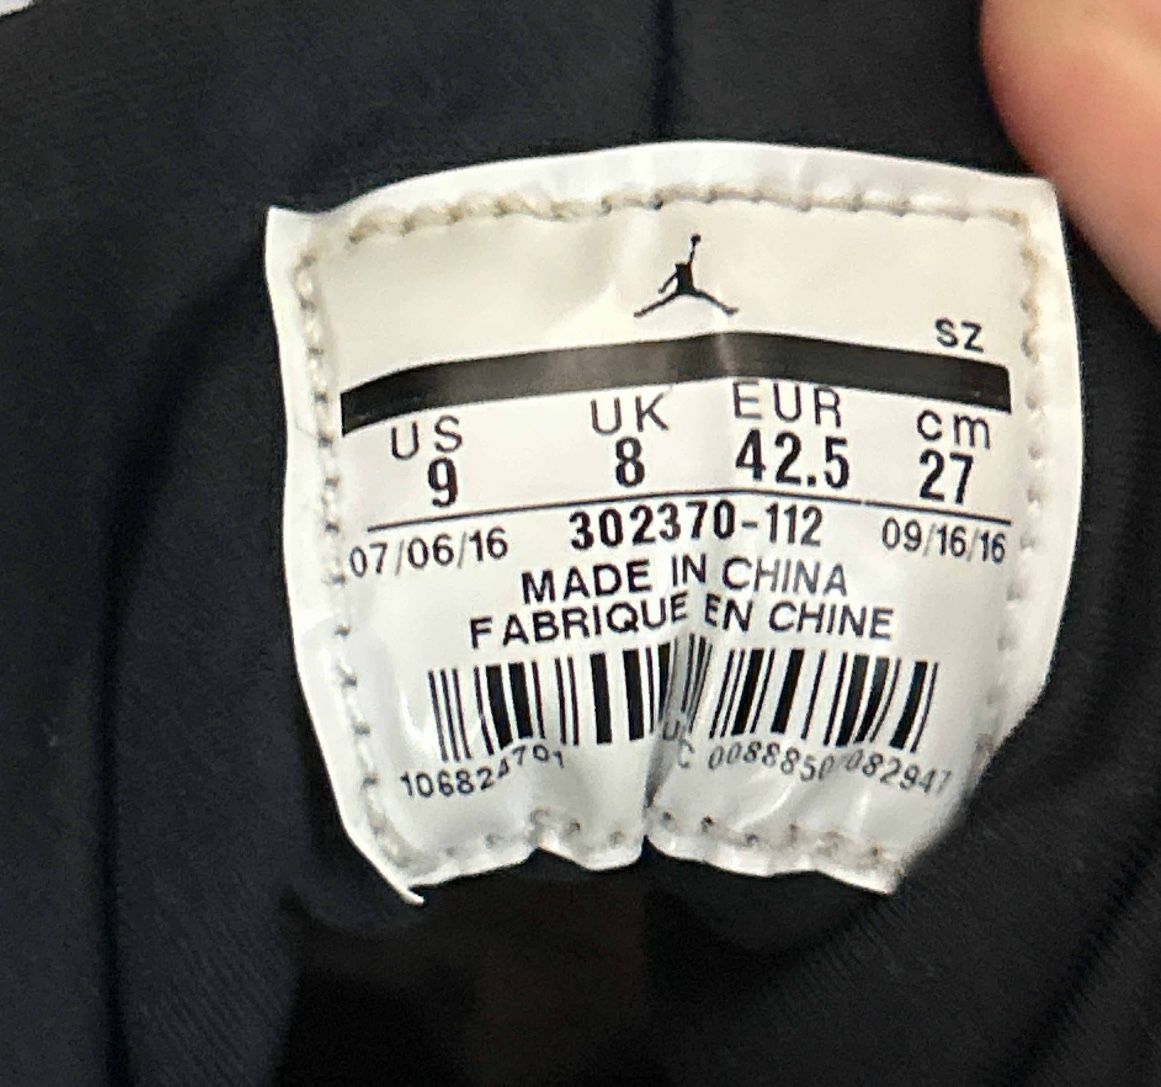 SZ
US UK EUR cm
9 8 42.5 27
07/06/16 302370-112 09/16/16
MADE IN CHINA
FABRIQUE EN CHINE